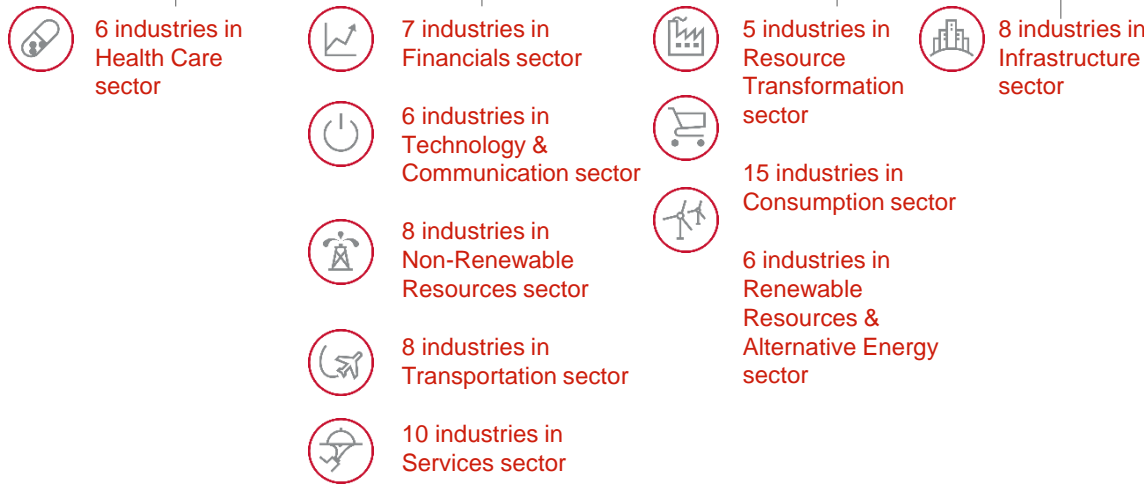 6 industries in
Health Care
sector
7 industries in
Financials sector
6 industries in
Technology &
Communication sector
8 industries in
Non-Renewable
Resources sector
8 industries in
Transportation sector
10 industries in
Services sector
5 industries in
Resource
Transformation
sector
15 industries in
Consumption sector
6 industries in
Renewable
Resources &
Alternative Energy
sector
8 industries in
Infrastructure
sector